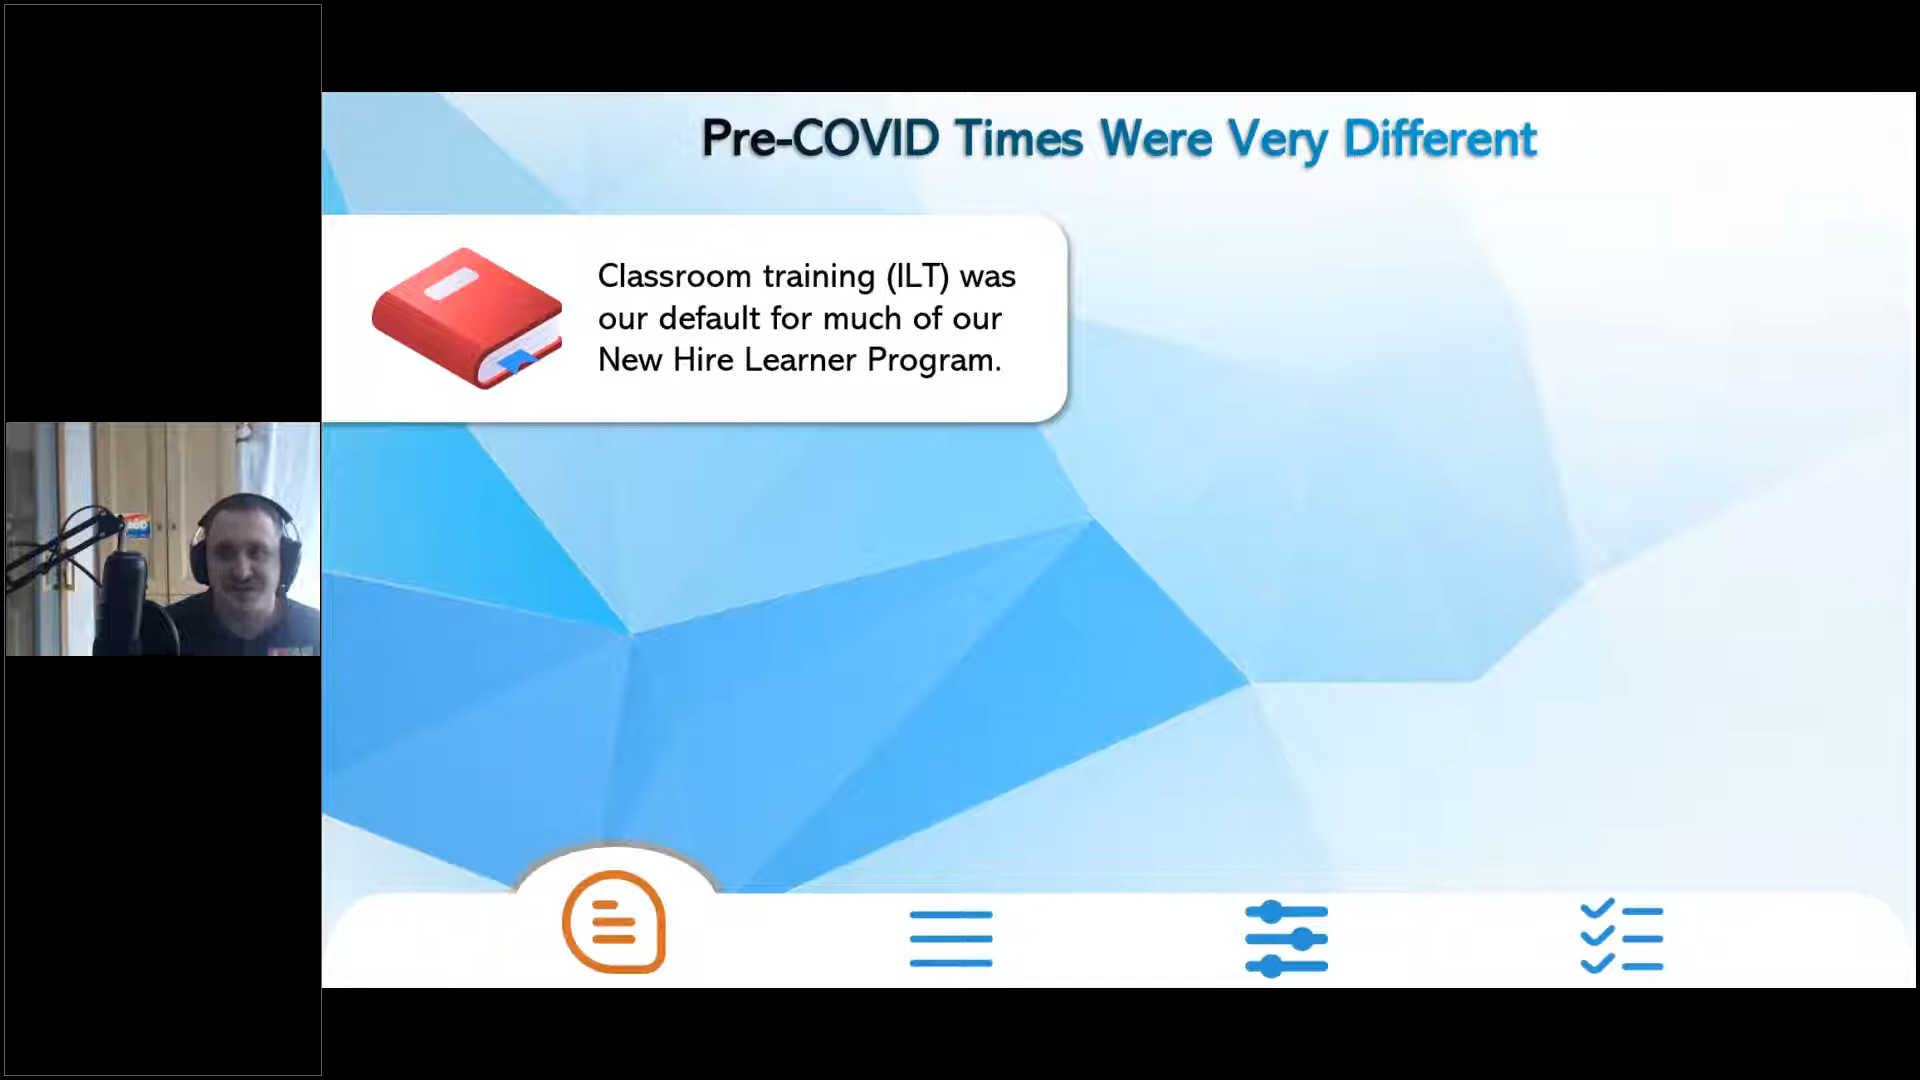 Pre-COVID Times Were Very Different
Classroom training (ILT) was
our default for much of our
New Hire Learner Program.